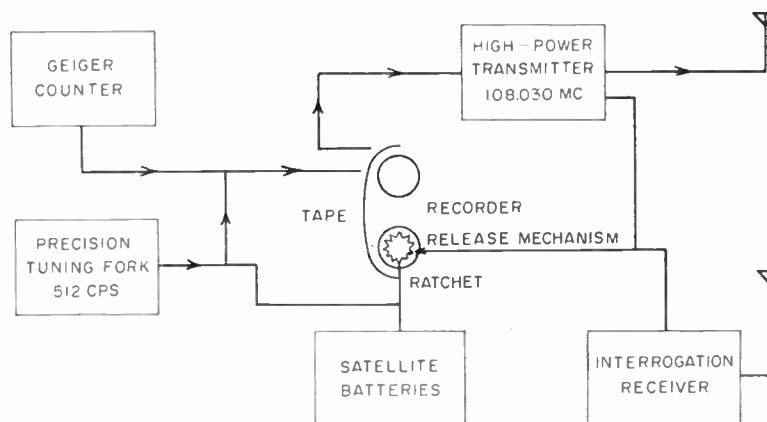 GEIGER
COUNTER
HIGH-POWER
TRANSMITTER
108.030 MC
TAPE
RECORDER
PRECISION
TUNING FORK
512 CPS
RELEASE MECHANISM
RATCHET
SATELLITE
BATTERIES
INTERROGATION
RECEIVER